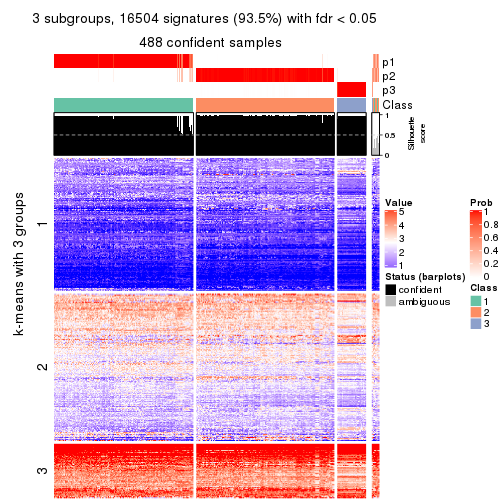 3 subgroups, 16504 signatures (93.5%) with fdr < 0.05
488 confident samples
p1
p2
p3
Class
1
0.5
0
Silhouette
score
k-means with 3 groups
1
2
3
Value
5
4
3
2
1
Status (barplots)
confident
ambiguous
Prob
1
0.8
0.6
0.4
0.2
0
Class
1
2
3